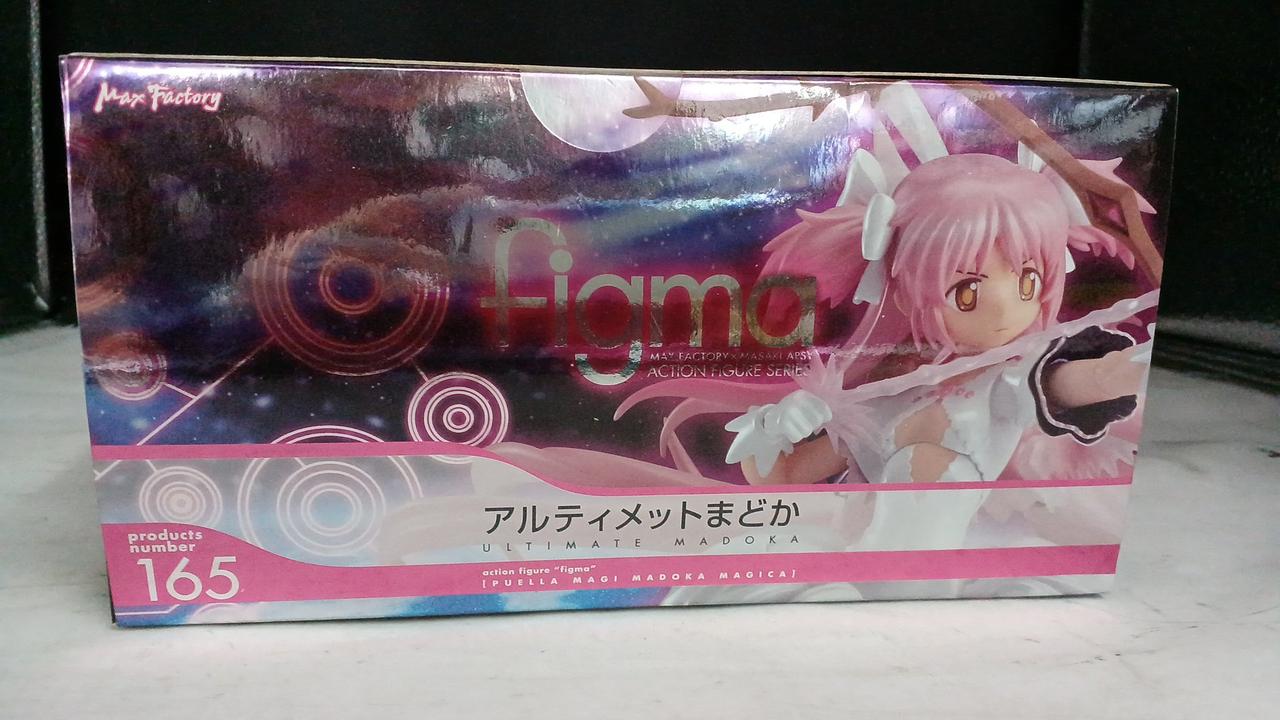 Max Factory
figma
MAX FACTORY × MASAKI APSY
ACTION FIGURE SERIES
アルティメットまどか
ULTIMATE MADOKA
products
number
165
action figure "figma"
[PUELLA MAGI MADOKA MAGICA]